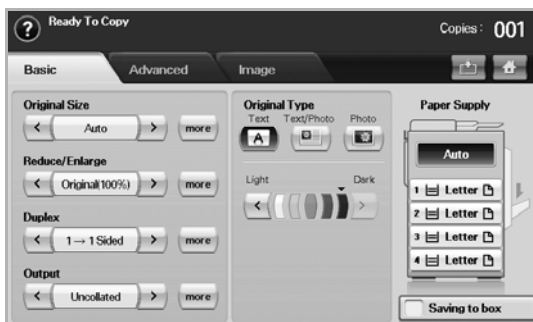 ? Ready To Copy
Copies: 001
Basic Advanced Image
Original Size
< Auto > more
Reduce/Enlarge
< Original(100%) > more
Duplex
< 1→1 Sided > more
Output
< Uncollated > more
Original Type
Text Text/Photo Photo
A
Light Dark
< >
Paper Supply
Auto
1 Letter
2 Letter
3 Letter
4 Letter
Saving to box